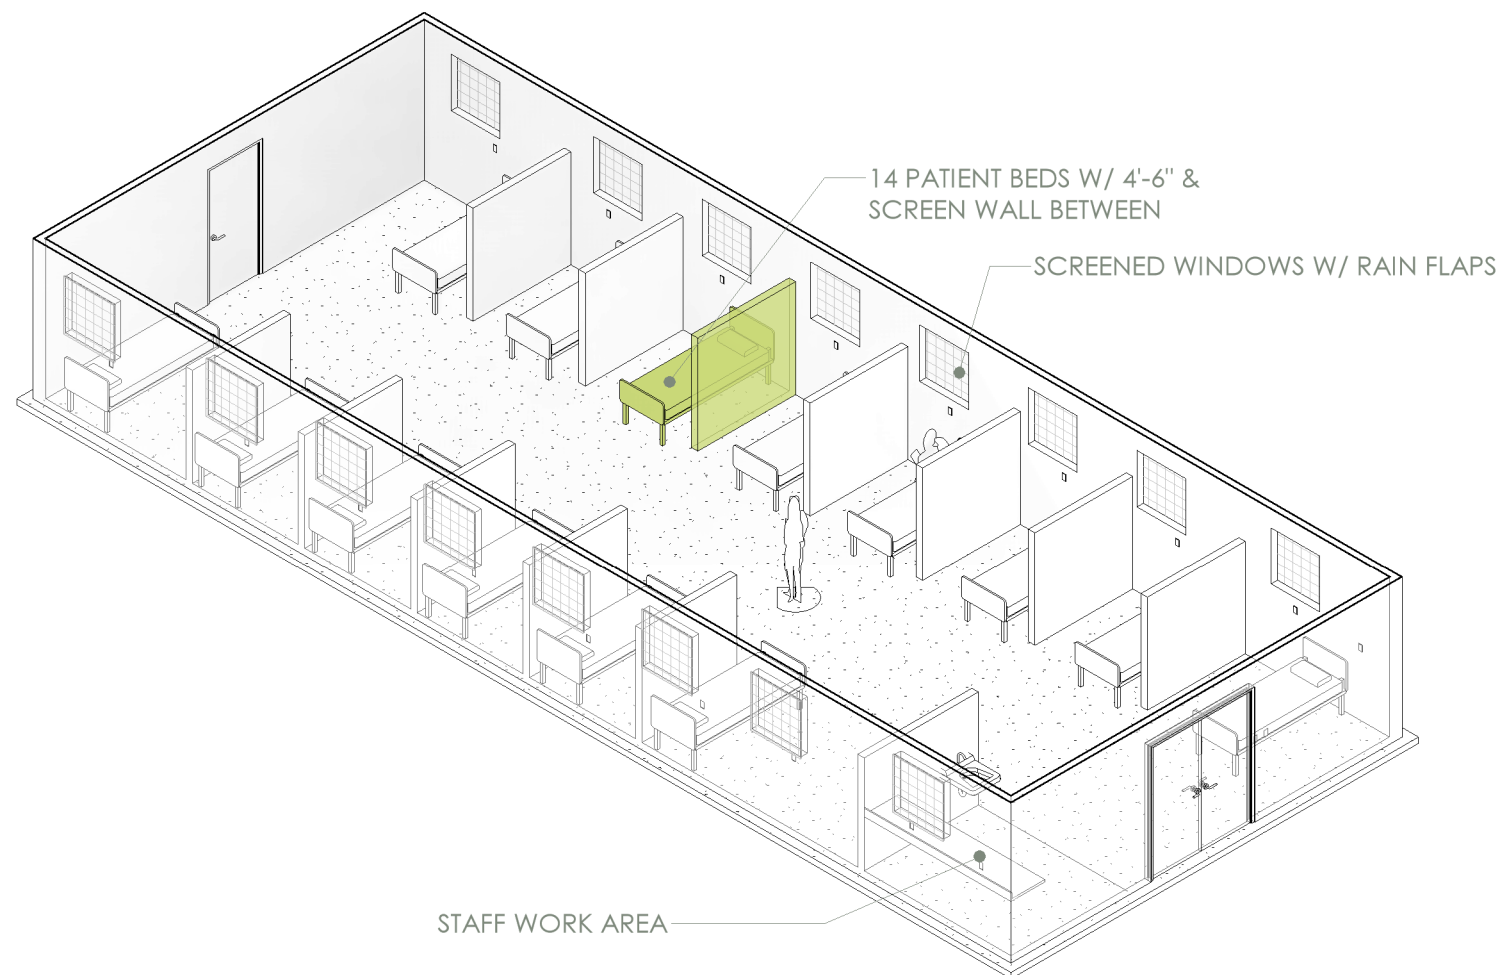 14 PATIENT BEDS W/ 4'-6" &
SCREEN WALL BETWEEN
SCREENED WINDOWS W/ RAIN FLAPS
STAFF WORK AREA